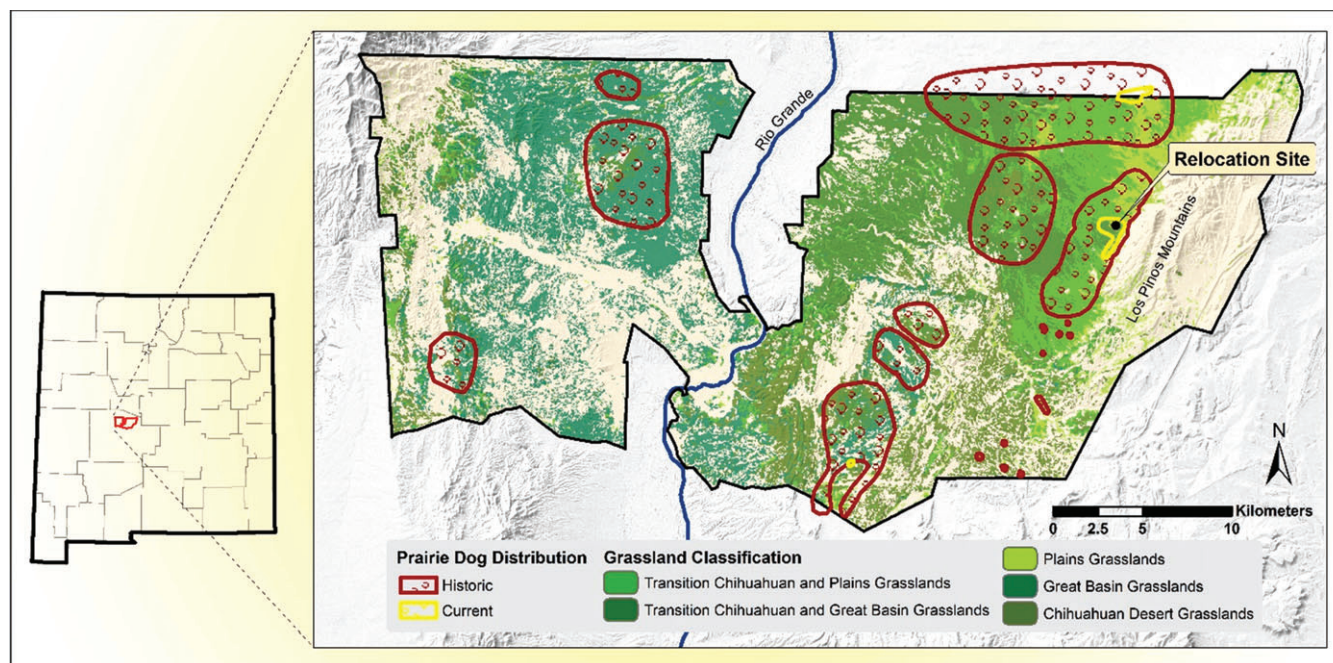 Rio Grande
Relocation Site
Los Pinos Mountains
N
Kilometers
0 2.5 5 10
Prairie Dog Distribution
Historic
Current
Grassland Classification
Transition Chihuahuan and Plains Grasslands
Transition Chihuahuan and Great Basin Grasslands
Plains Grasslands
Great Basin Grasslands
Chihuahuan Desert Grasslands